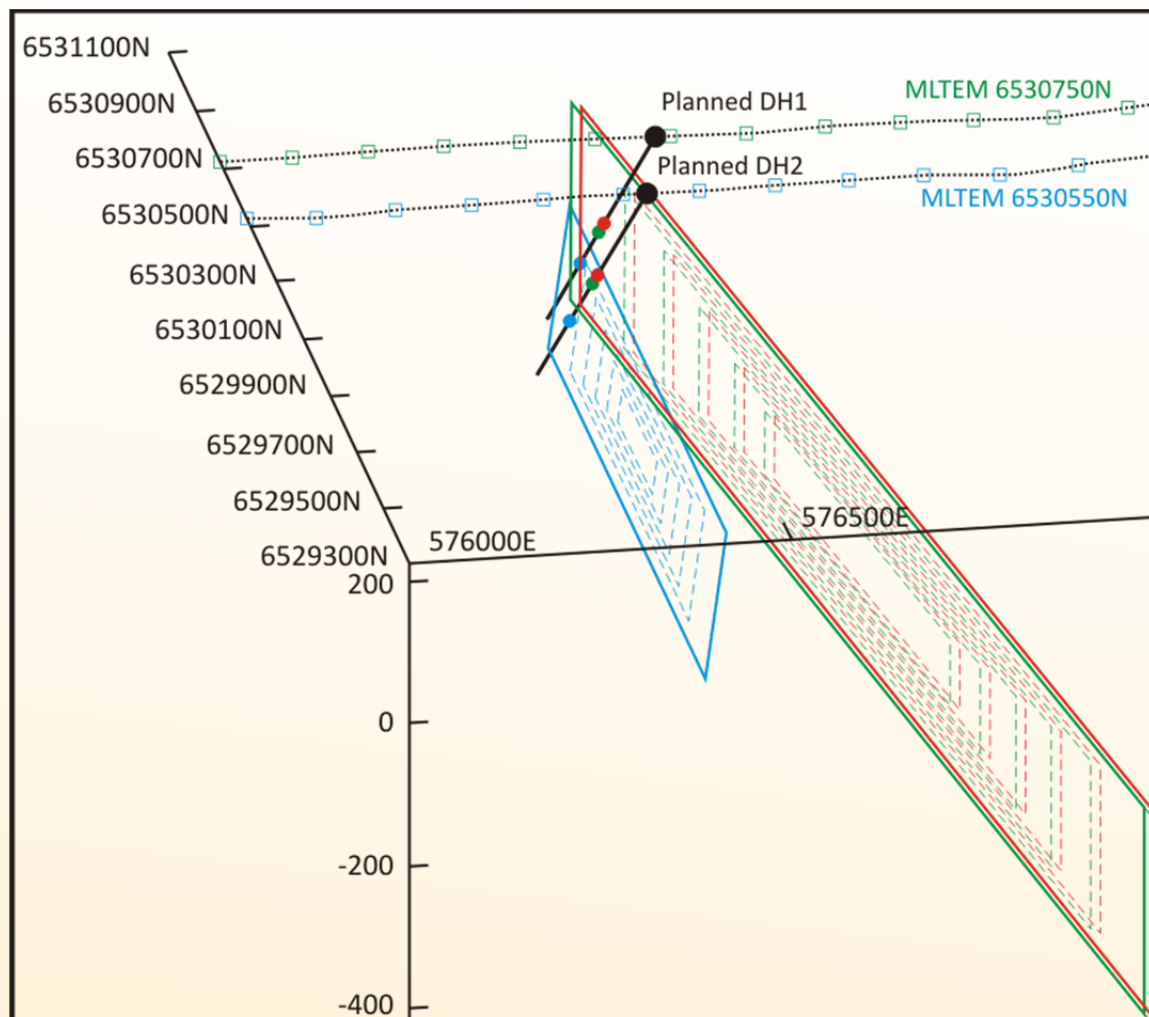 6531100N
6530900N
6530700N
6530500N
6530300N
6530100N
6529900N
6529700N
6529500N
6529300N
MLTEM 6530750N
Planned DH1
Planned DH2
MLTEM 6530550N
576000E
576500E
200
0
-200
-400